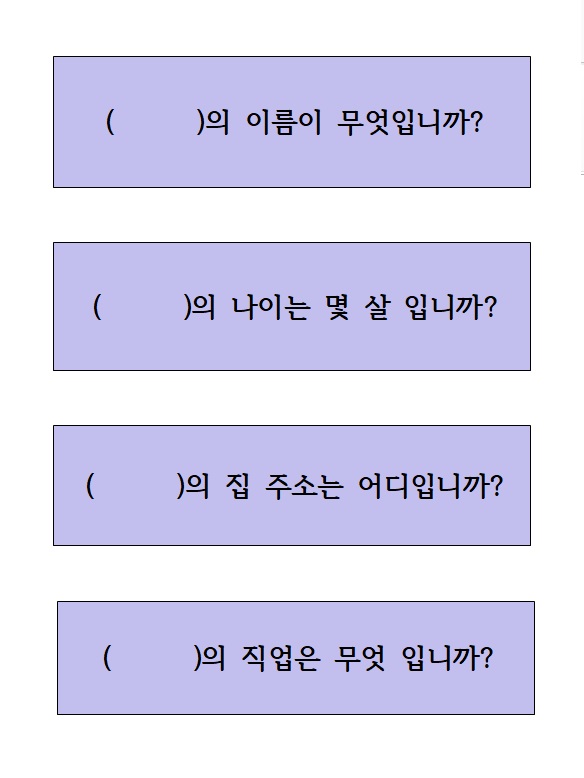 (          )의 이름이 무엇입니까?
(          )의 나이는 몇 살 입니까?
(          )의 집 주소는 어디입니까?
(          )의 직업은 무엇 입니까?